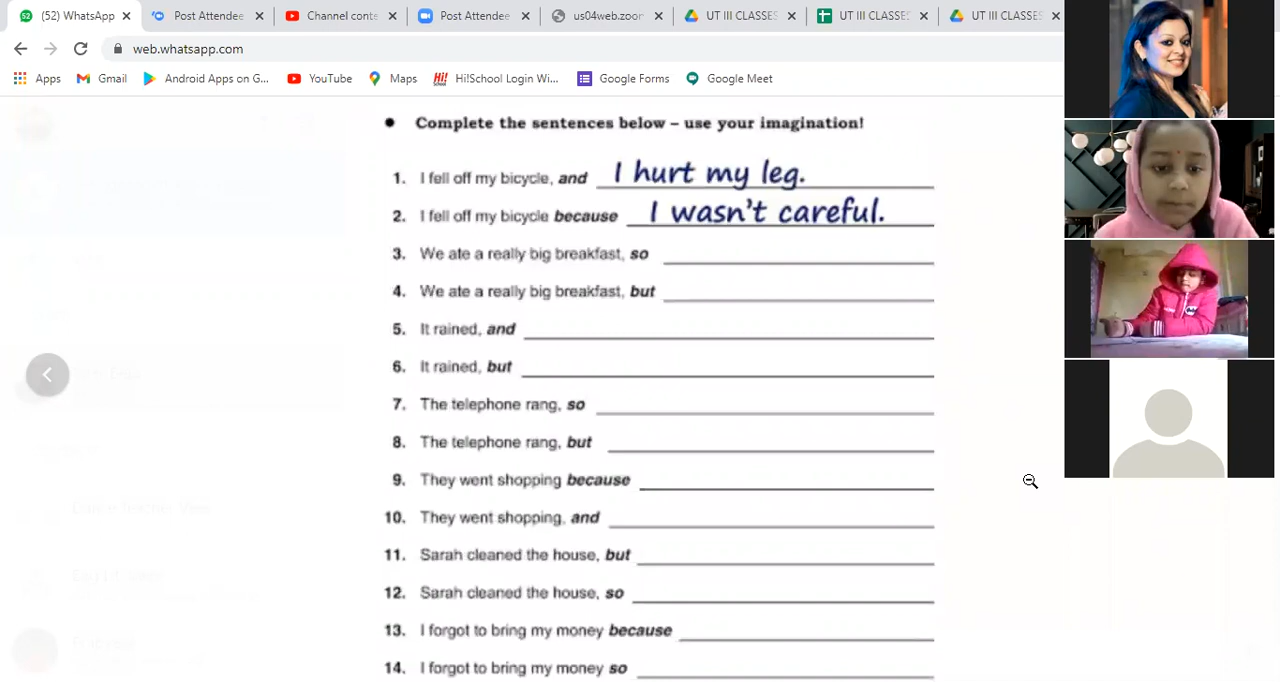 (52) WhatsApp
Post Attendee
Channel conte
Post Attendee
us04web.zoor
UT III CLASSES
UT III CLASSES
UT III CLASSES
web.whatsapp.com
Apps
Gmail
Android Apps on G...
YouTube
Maps
Hi! Hi!School Login Wi...
Google Forms
Google Meet
• Complete the sentences below – use your imagination!
1. I fell off my bicycle, and I hurt my leg.
2. I fell off my bicycle because I wasn't careful.
3. We ate a really big breakfast, so
4. We ate a really big breakfast, but
5. It rained, and
6. It rained, but
7. The telephone rang, so
8. The telephone rang, but
9. They went shopping because
10. They went shopping, and
11. Sarah cleaned the house, but
12. Sarah cleaned the house, so
13. I forgot to bring my money because
14. I forgot to bring my money so